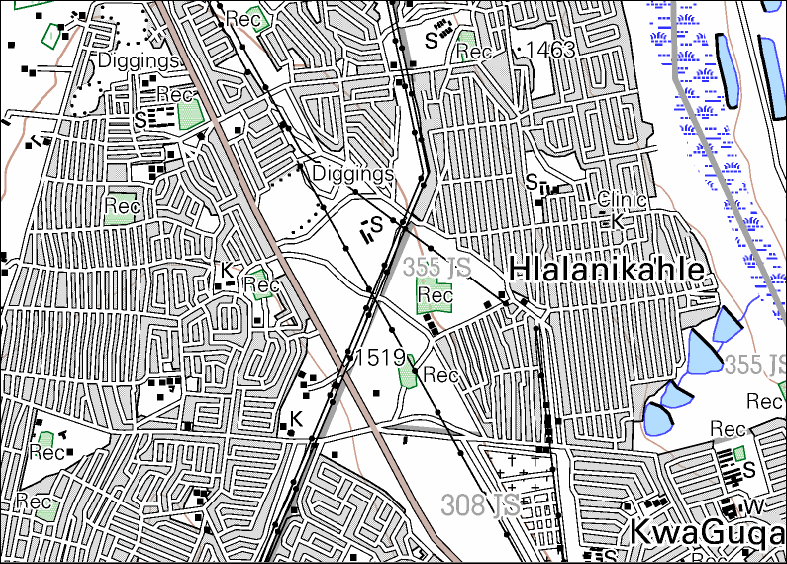 Rec
S
Rec
1463
Diggings
Rec
S
Diggings
S
Clinic
K
Rec
S
K
Rec
355 JS
Hlalanikahle
Rec
1519
Rec
355 JS
Rec
K
Rec
Rec
S
Rec
308 JS
W
KwaGuqa
S